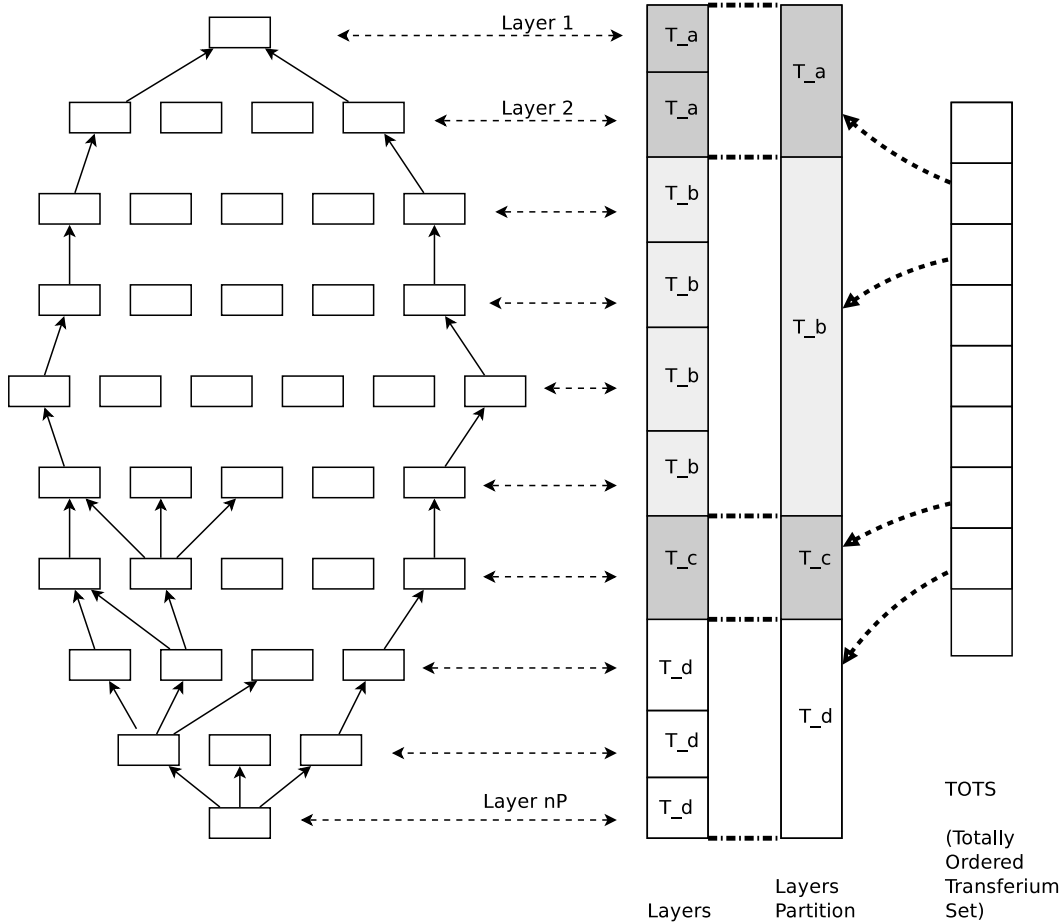 Layer 1
T_a
T_a
Layer 2
T_a
T_b
T_b
T_b
T_b
T_b
T_c
T_c
T_d
T_d
T_d
Layer nP
T_d
TOTS
(Totally
Ordered
Transferium
Set)
Layers
Layers
Partition